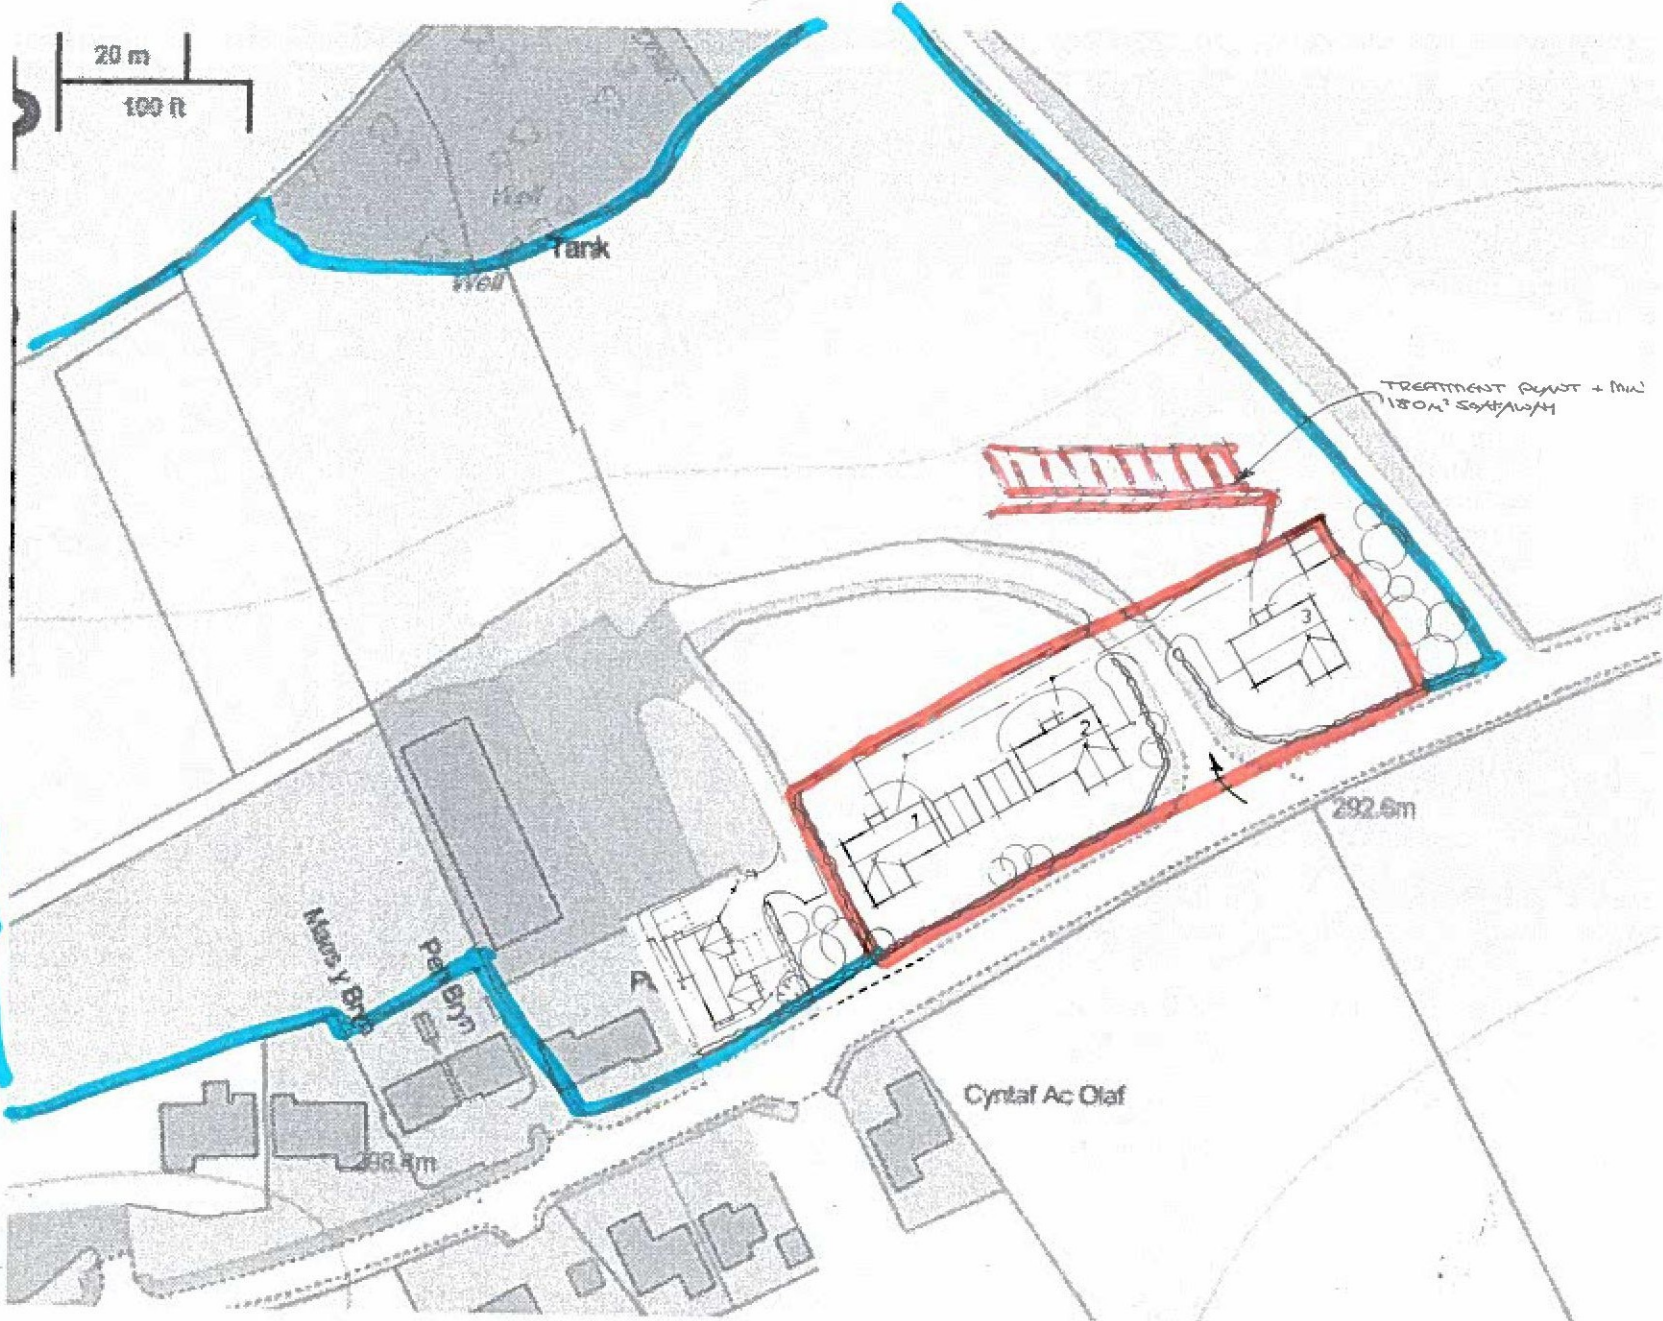 20 m
100 ft
Well
Tank
Well
TREATMENT PLANT + MIN
180m² SOAKAWAY
3
2
1
292.6m
Maes y Bryn
Pen Bryn
Cyntaf Ac Olaf